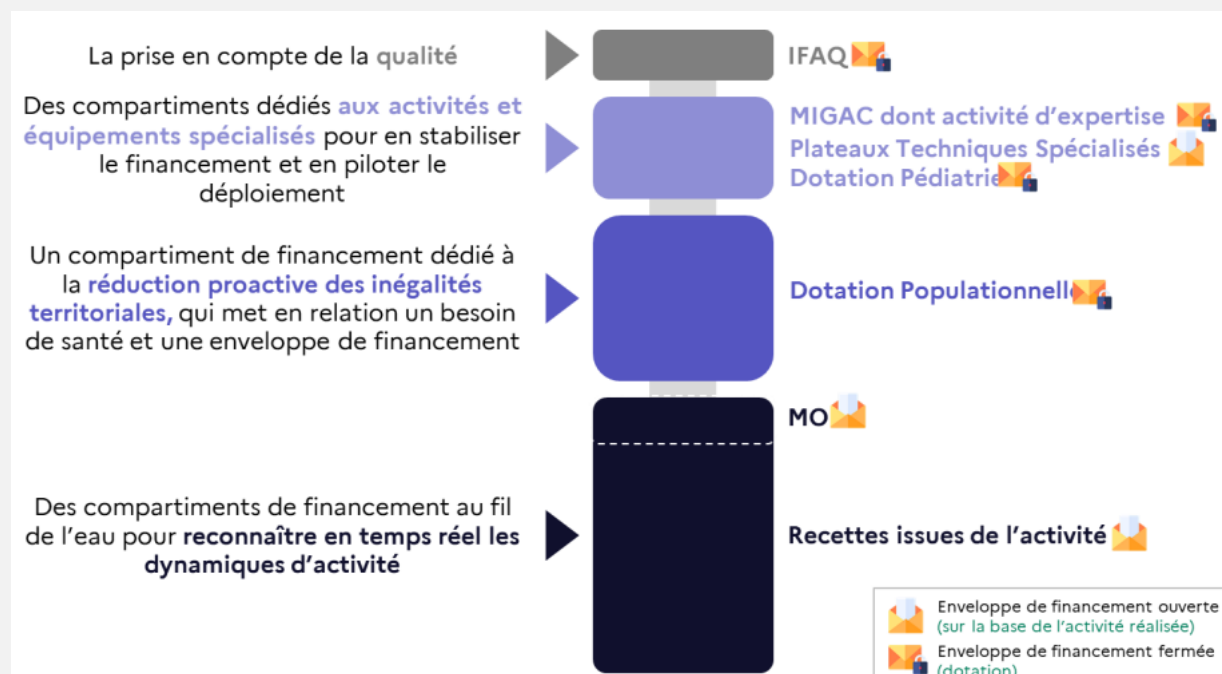 La prise en compte de la qualité
IFAQ
Des compartiments dédiés aux activités et
équipements spécialisés pour en stabiliser
le financement et en piloter le
déploiement
MIGAC dont activité d'expertise
Plateaux Techniques Spécialisés
Dotation Pédiatrie
Un compartiment de financement dédié à
la réduction proactive des inégalités
territoriales, qui met en relation un besoin
de santé et une enveloppe de financement
Dotation Populationnelle
MO
Des compartiments de financement au fil
de l'eau pour reconnaître en temps réel les
dynamiques d'activité
Recettes issues de l'activité
Enveloppe de financement ouverte
(sur la base de l'activité réalisée)
Enveloppe de financement fermée
(dotation)